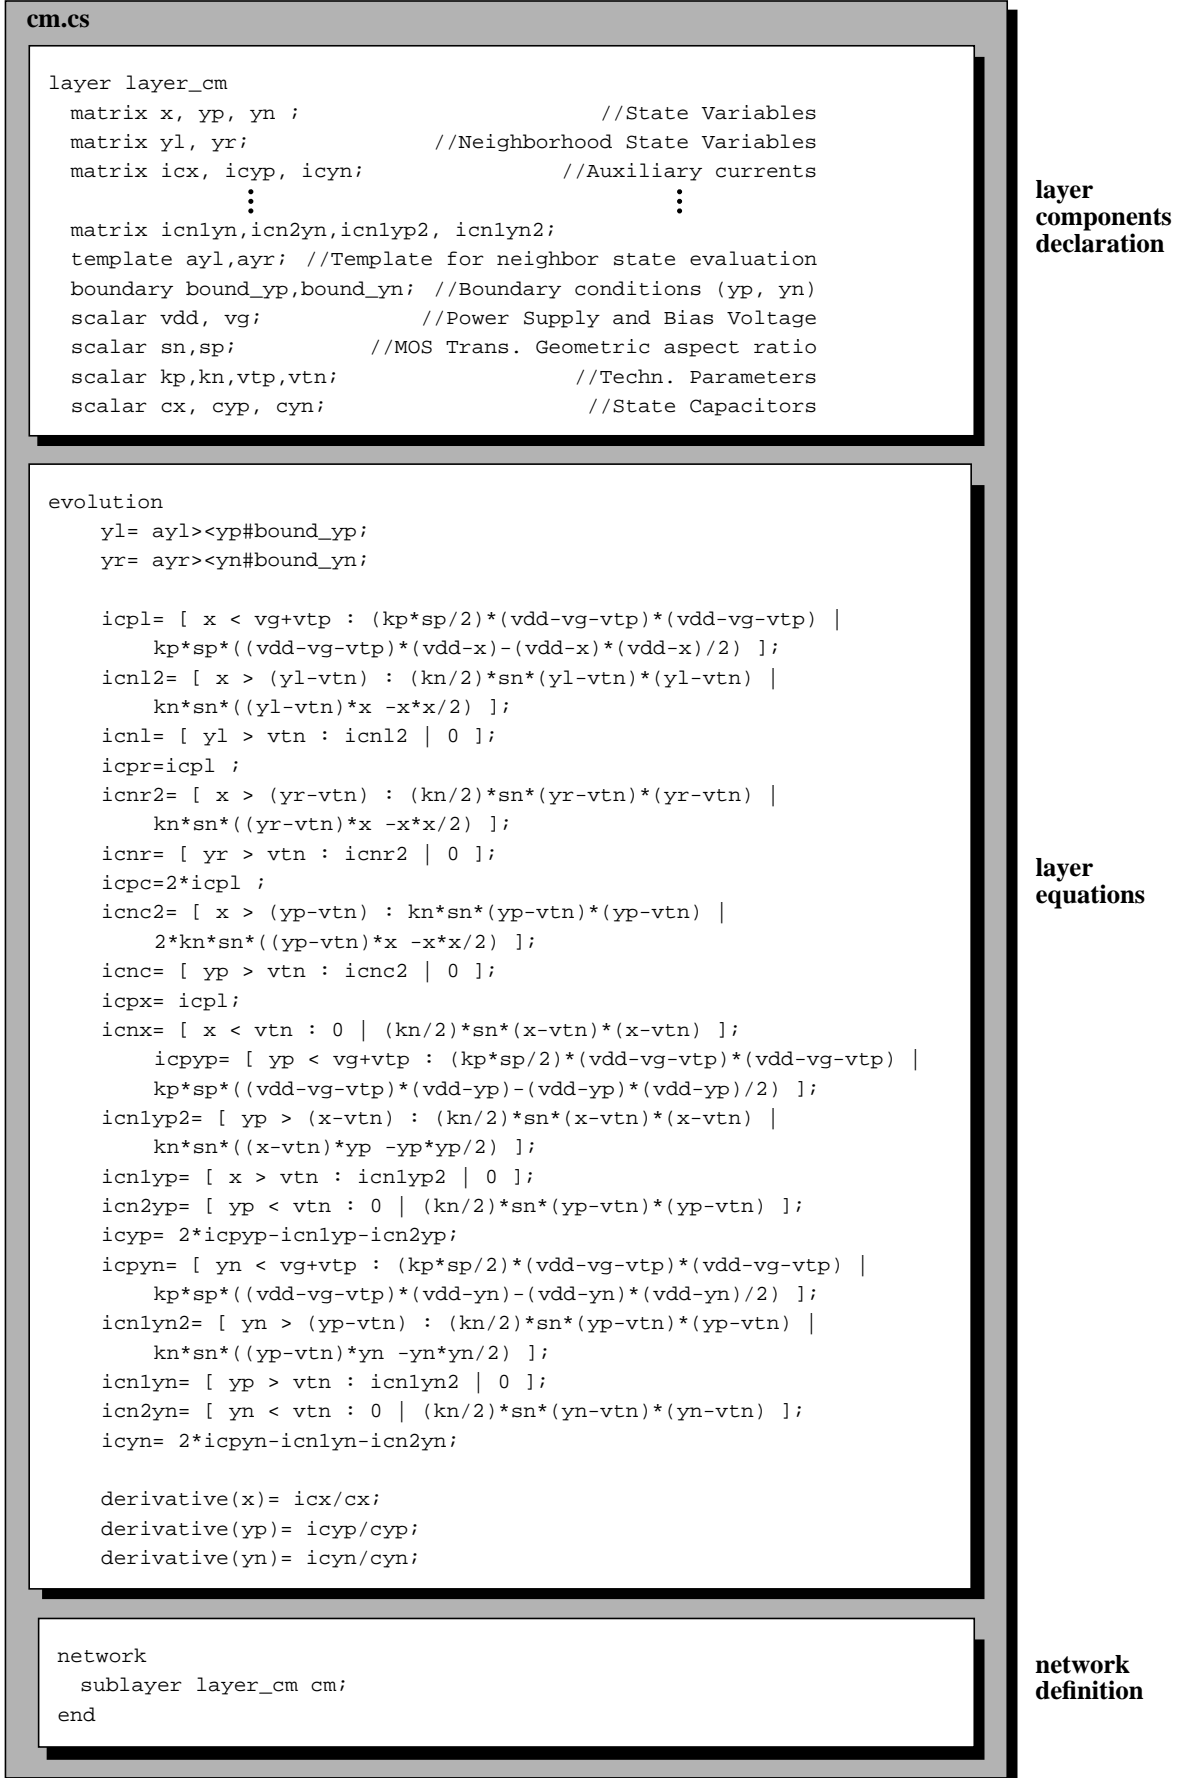 cm.cs
layer layer_cm
matrix x, yp, yn ; //State Variables
matrix yl, yr; //Neighborhood State Variables
matrix icx, icyp, icyn; //Auxiliary currents
matrix icn1yn,icn2yn,icn1yp2, icn1yn2;
template ayl,ayr; //Template for neighbor state evaluation
boundary bound_yp,bound_yn; //Boundary conditions (yp, yn)
scalar vdd, vg; //Power Supply and Bias Voltage
scalar sn,sp; //MOS Trans. Geometric aspect ratio
scalar kp,kn,vtp,vtn; //Techn. Parameters
scalar cx, cyp, cyn; //State Capacitors
layer
components
declaration
evolution
yl= ayl><yp#bound_yp;
yr= ayr><yn#bound_yn;
icpl= [ x < vg+vtp : (kp*sp/2)*(vdd-vg-vtp)*(vdd-vg-vtp) |
kp*sp*((vdd-vg-vtp)*(vdd-x)-(vdd-x)*(vdd-x)/2) ];
icnl2= [ x > (yl-vtn) : (kn/2)*sn*(yl-vtn)*(yl-vtn) |
kn*sn*((yl-vtn)*x -x*x/2) ];
icnl= [ yl > vtn : icnl2 | 0 ];
icpr=icpl ;
icnr2= [ x > (yr-vtn) : (kn/2)*sn*(yr-vtn)*(yr-vtn) |
kn*sn*((yr-vtn)*x -x*x/2) ];
icnr= [ yr > vtn : icnr2 | 0 ];
icpc=2*icpl ;
icnc2= [ x > (yp-vtn) : kn*sn*(yp-vtn)*(yp-vtn) |
2*kn*sn*((yp-vtn)*x -x*x/2) ];
icnc= [ yp > vtn : icnc2 | 0 ];
icpx= icpl;
icnx= [ x < vtn : 0 | (kn/2)*sn*(x-vtn)*(x-vtn) ];
icpyp= [ yp < vg+vtp : (kp*sp/2)*(vdd-vg-vtp)*(vdd-vg-vtp) |
kp*sp*((vdd-vg-vtp)*(vdd-yp)-(vdd-yp)*(vdd-yp)/2) ];
icn1yp2= [ yp > (x-vtn) : (kn/2)*sn*(x-vtn)*(x-vtn) |
kn*sn*((x-vtn)*yp -yp*yp/2) ];
icn1yp= [ x > vtn : icn1yp2 | 0 ];
icn2yp= [ yp < vtn : 0 | (kn/2)*sn*(yp-vtn)*(yp-vtn) ];
icyp= 2*icpyp-icn1yp-icn2yp;
icpyn= [ yn < vg+vtp : (kp*sp/2)*(vdd-vg-vtp)*(vdd-vg-vtp) |
kp*sp*((vdd-vg-vtp)*(vdd-yn)-(vdd-yn)*(vdd-yn)/2) ];
icn1yn2= [ yn > (yp-vtn) : (kn/2)*sn*(yp-vtn)*(yp-vtn) |
kn*sn*((yp-vtn)*yn -yn*yn/2) ];
icn1yn= [ yp > vtn : icn1yn2 | 0 ];
icn2yn= [ yn < vtn : 0 | (kn/2)*sn*(yn-vtn)*(yn-vtn) ];
icyn= 2*icpyn-icn1yn-icn2yn;
derivative(x)= icx/cx;
derivative(yp)= icyp/cyp;
derivative(yn)= icyn/cyn;
layer
equations
network
sublayer layer_cm cm;
end
network
definition